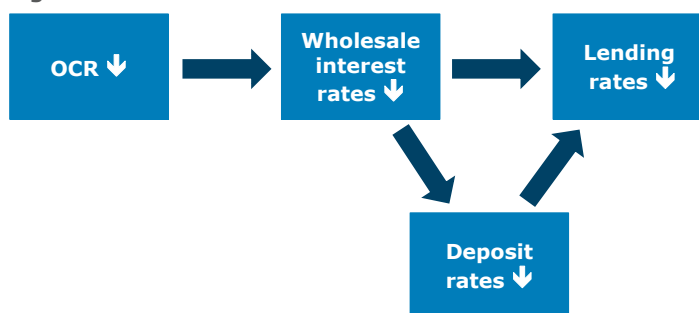 OCR ↓
Wholesale
interest
rates ↓
Lending
rates ↓
Deposit
rates ↓